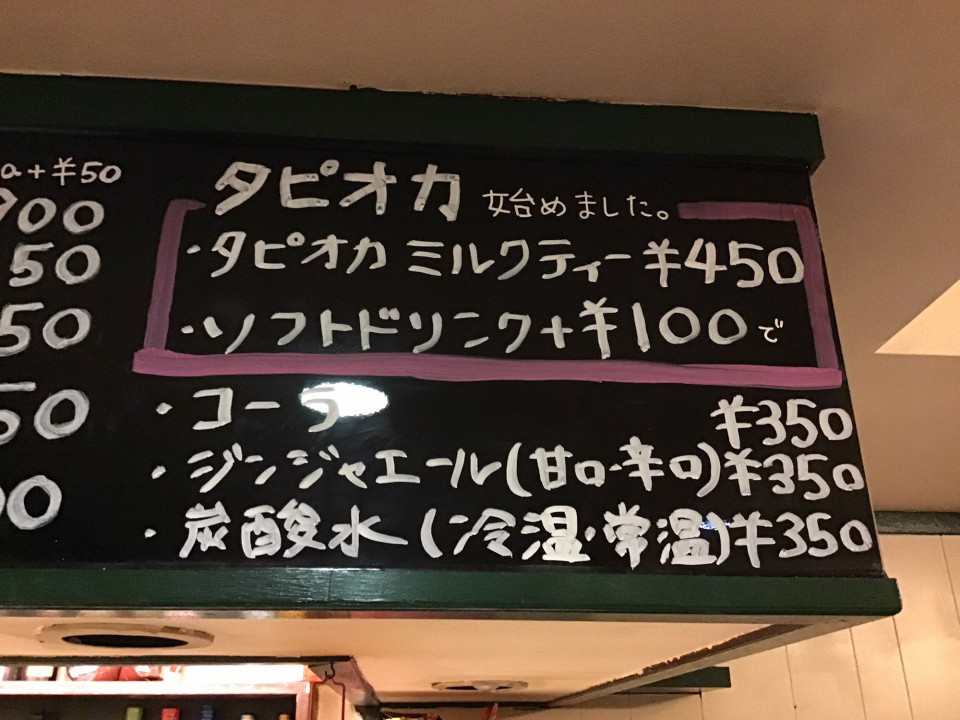 a+¥50
900
50
50
50
00
タピオカ 始めました。
・タピオカ ミルクティー ¥450
・ソフトドリンク+¥100で
・コーラ ¥350
・ジンジャエール(甘口・辛口)¥350
・炭酸水(冷温・常温)¥350